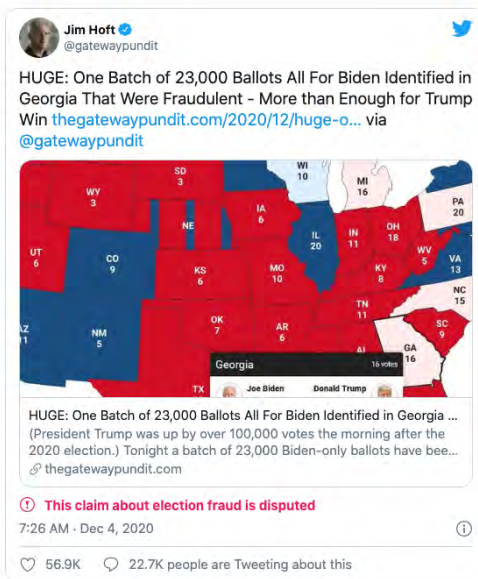 Jim Hoft
@gatewaypundit
HUGE: One Batch of 23,000 Ballots All For Biden Identified in
Georgia That Were Fraudulent - More than Enough for Trump
Win thegatewaypundit.com/2020/12/huge-o... via
@gatewaypundit
WI
10
SD
3
MI
16
WY
3
PA
20
IA
6
NE
OH
18
IL
20
IN
11
UT
6
CO
9
WV
5
VA
13
KS
6
MO
10
KY
8
NC
15
TN
11
OK
7
AR
6
SC
9
AZ
11
NM
5
AL
GA
16
Georgia 16 votes
TX
Joe Biden Donald Trump
HUGE: One Batch of 23,000 Ballots All For Biden Identified in Georgia ...
(President Trump was up by over 100,000 votes the morning after the
2020 election.) Tonight a batch of 23,000 Biden-only ballots have bee...
thegatewaypundit.com
This claim about election fraud is disputed
7:26 AM · Dec 4, 2020
56.9K 22.7K people are Tweeting about this